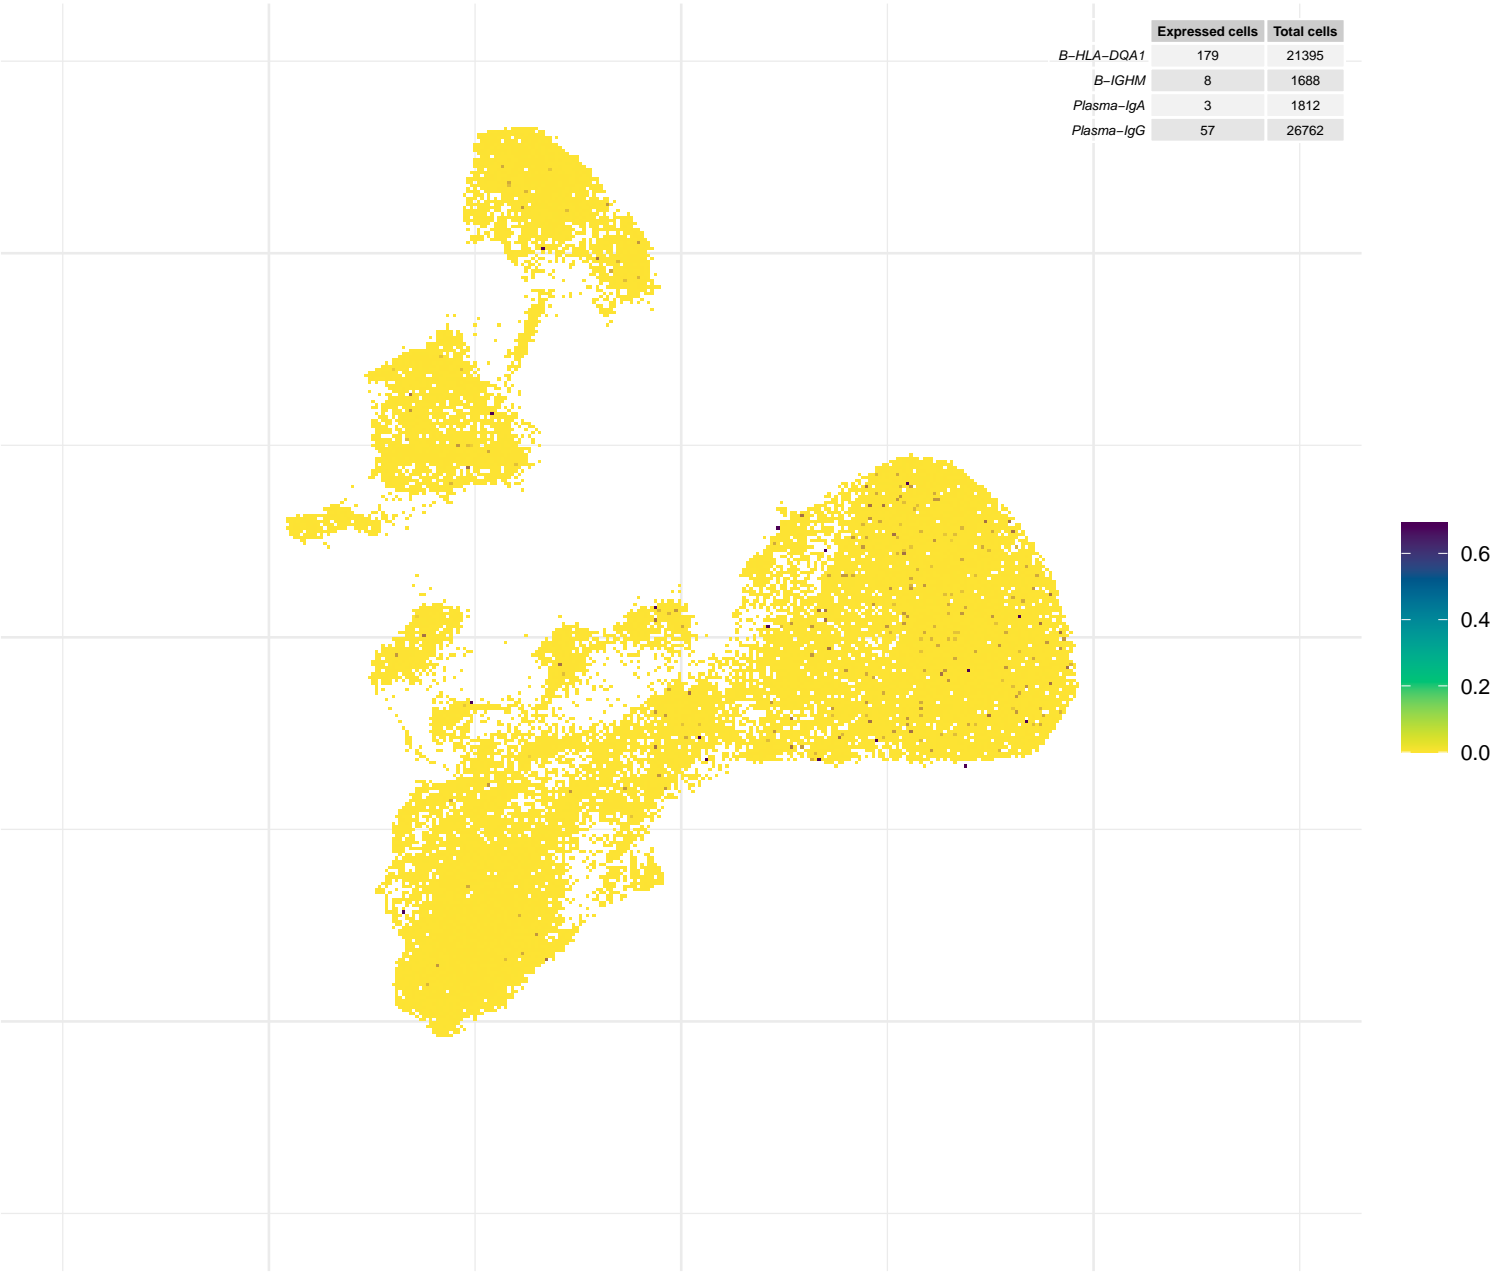 Expressed cells Total cells
B−HLA−DQA1 179 21395
B−IGHM 8 1688
Plasma−IgA 3 1812
Plasma−IgG 57 26762
0.6
0.4
0.2
0.0